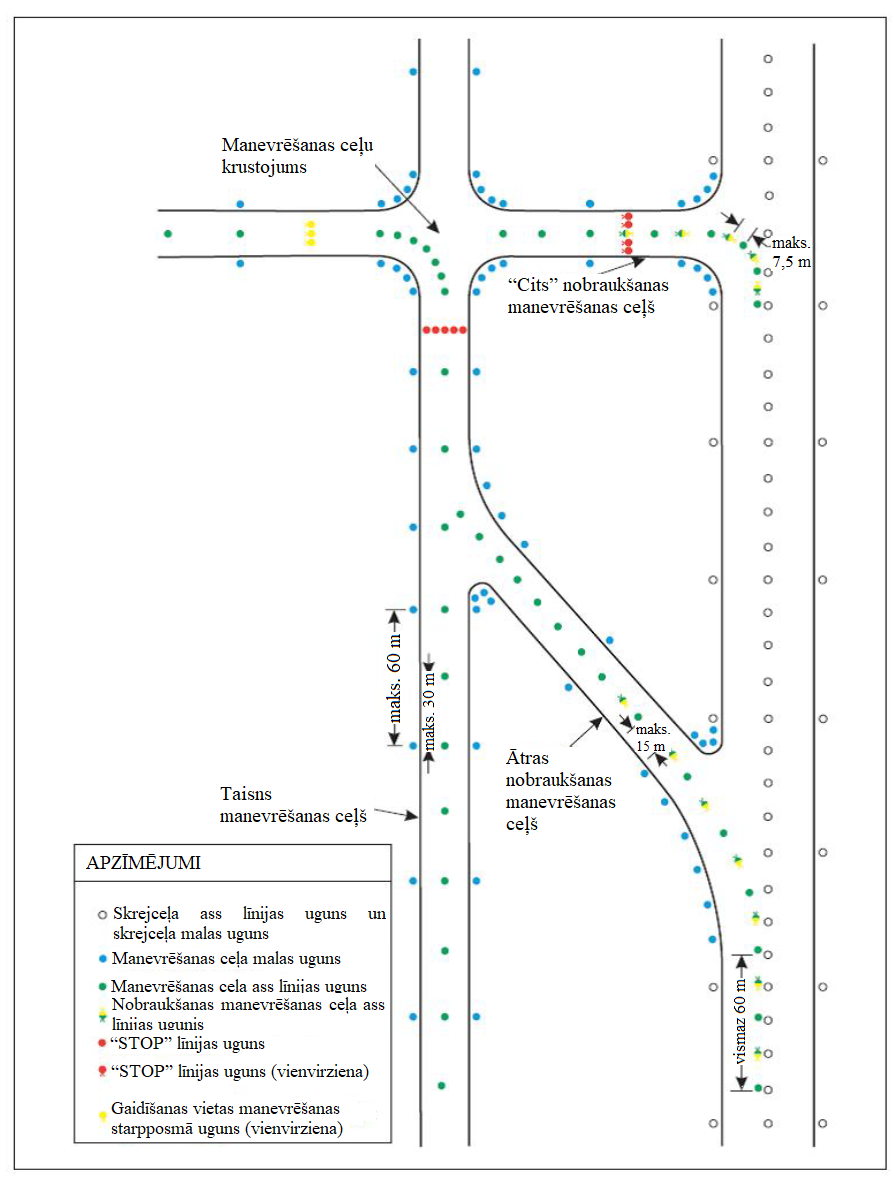 Manevrēšanas ceļu
krustojums
maks.
7,5 m
“Cits” nobraukšanas
manevrēšanas ceļš
maks. 60 m
maks. 30 m
maks.
15 m
Ātras
nobraukšanas
manevrēšanas
ceļš
Taisns
manevrēšanas ceļš
vismaz 60 m
APZĪMĒJUMI
Skrejceļa ass līnijas uguns un
skrejceļa malas uguns
Manevrēšanas ceļa malas uguns
Manevrēšanas ceļa ass līnijas uguns
Nobraukšanas manevrēšanas ceļa ass
līnijas ugunis
“STOP” līnijas uguns
“STOP” līnijas uguns (vienvirziena)
Gaidīšanas vietas manevrēšanas
starpposmā uguns (vienvirziena)